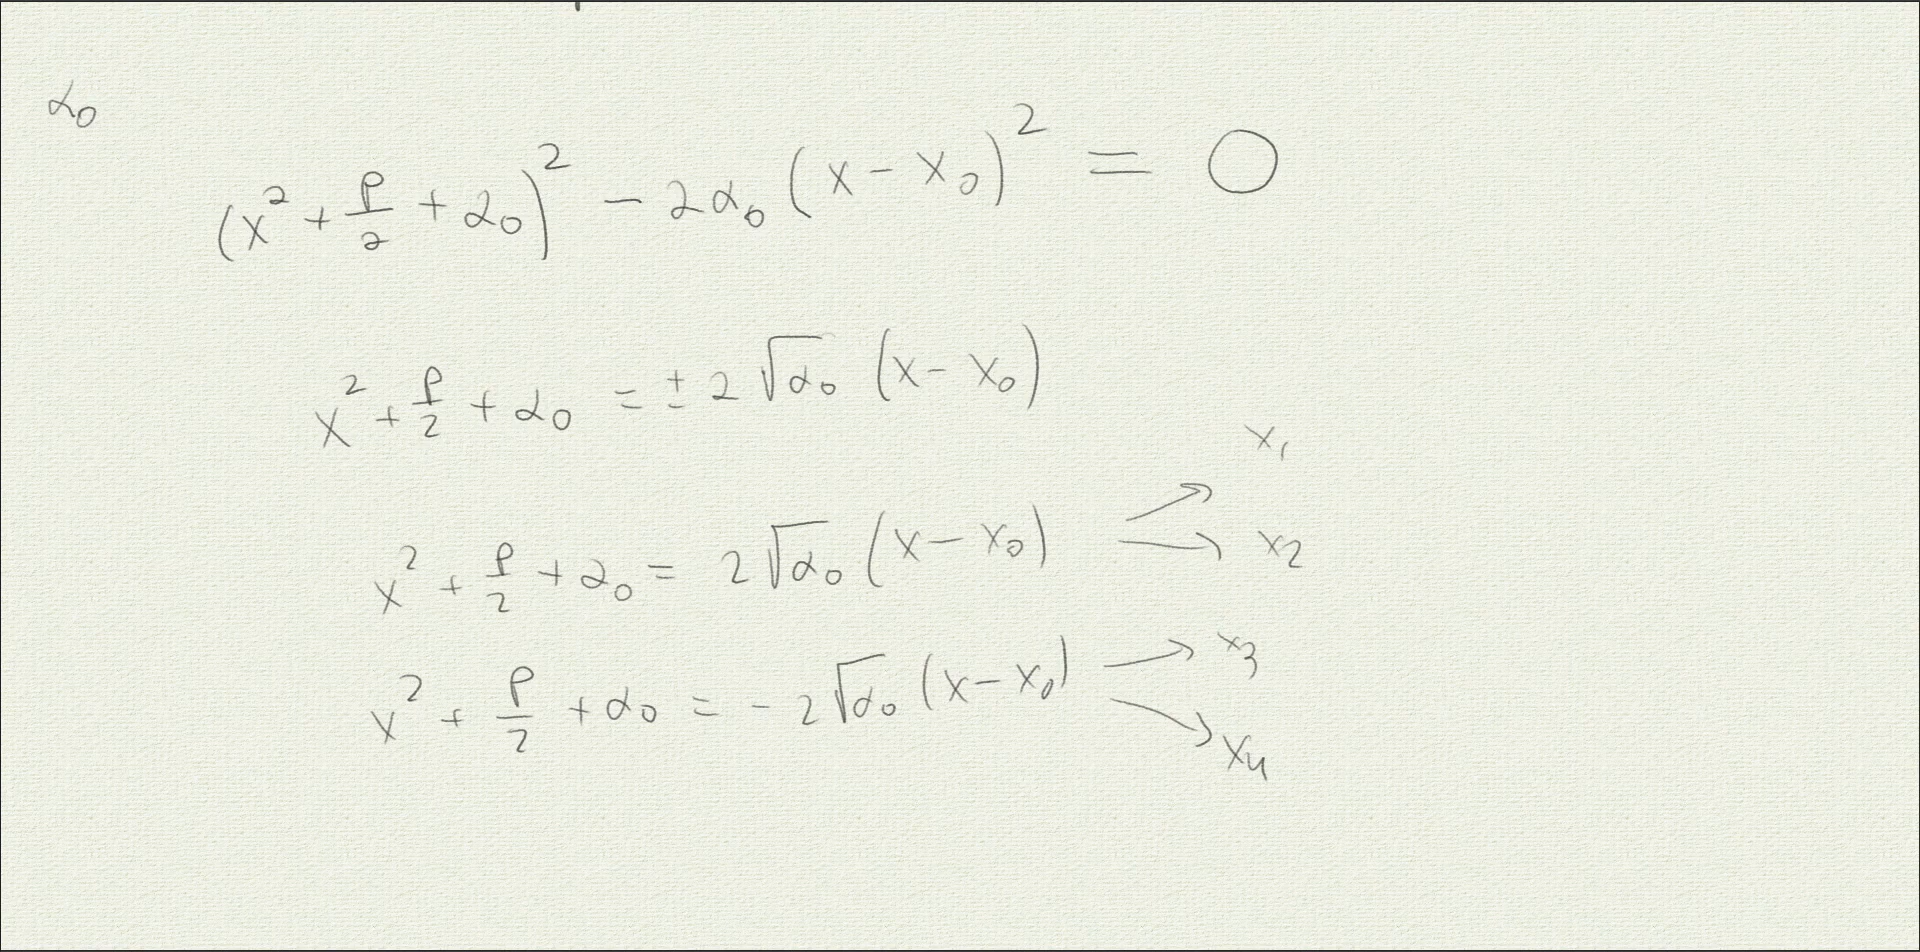 α₀
(x² + p/2 + α₀)² - 2α₀ (x - x₀)² = 0
x² + p/2 + α₀ = ± 2 √α₀ (x - x₀)
x₁
x² + p/2 + α₀ = 2 √α₀ (x - x₀) → → x₂
x² + p/2 + α₀ = - 2 √α₀ (x - x₀) → x₃
→ x₄